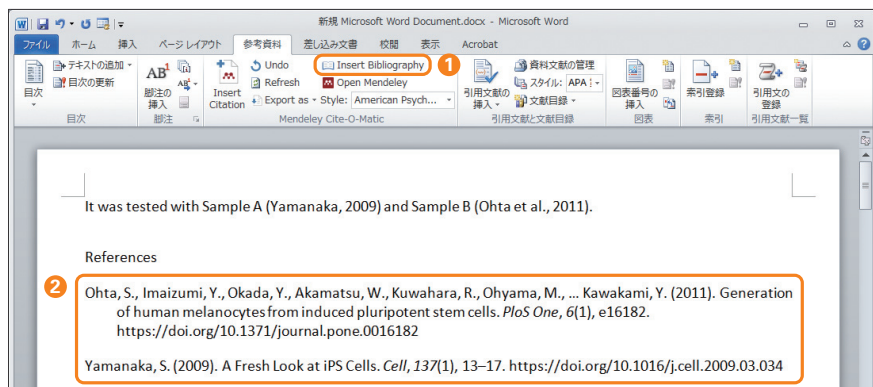 新規 Microsoft Word Document.docx - Microsoft Word
ファイル ホーム 挿入 ページ レイアウト 参考資料 差し込み文書 校閲 表示 Acrobat
目次
テキストの追加
目次の更新
目次
AB¹
脚注の
挿入
脚注
Insert
Citation
Undo
Refresh
Export as
Insert Bibliography
Open Mendeley
Style: American Psych...
Mendeley Cite-O-Matic
1
引用文献の
挿入
資料文献の管理
スタイル: APA
文献目録
引用文献と文献目録
図表番号の
挿入
図表
索引登録
索引
引用文の
登録
引用文献一覧
It was tested with Sample A (Yamanaka, 2009) and Sample B (Ohta et al., 2011).
References
2
Ohta, S., Imaizumi, Y., Okada, Y., Akamatsu, W., Kuwahara, R., Ohyama, M., ... Kawakami, Y. (2011). Generation
of human melanocytes from induced pluripotent stem cells. PloS One, 6(1), e16182.
https://doi.org/10.1371/journal.pone.0016182
Yamanaka, S. (2009). A Fresh Look at iPS Cells. Cell, 137(1), 13–17. https://doi.org/10.1016/j.cell.2009.03.034